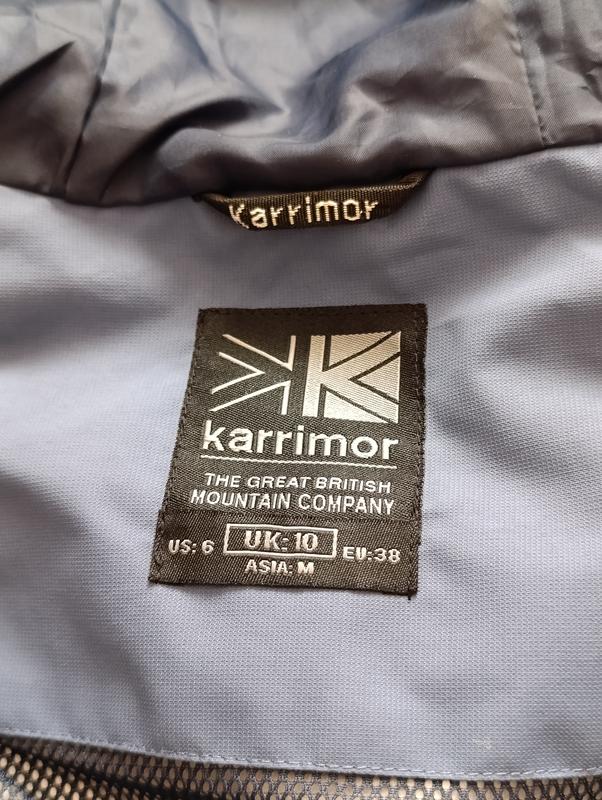 Karrimor
karrimor
THE GREAT BRITISH
MOUNTAIN COMPANY
US: 6 UK: 10 EU:38
ASIA: M